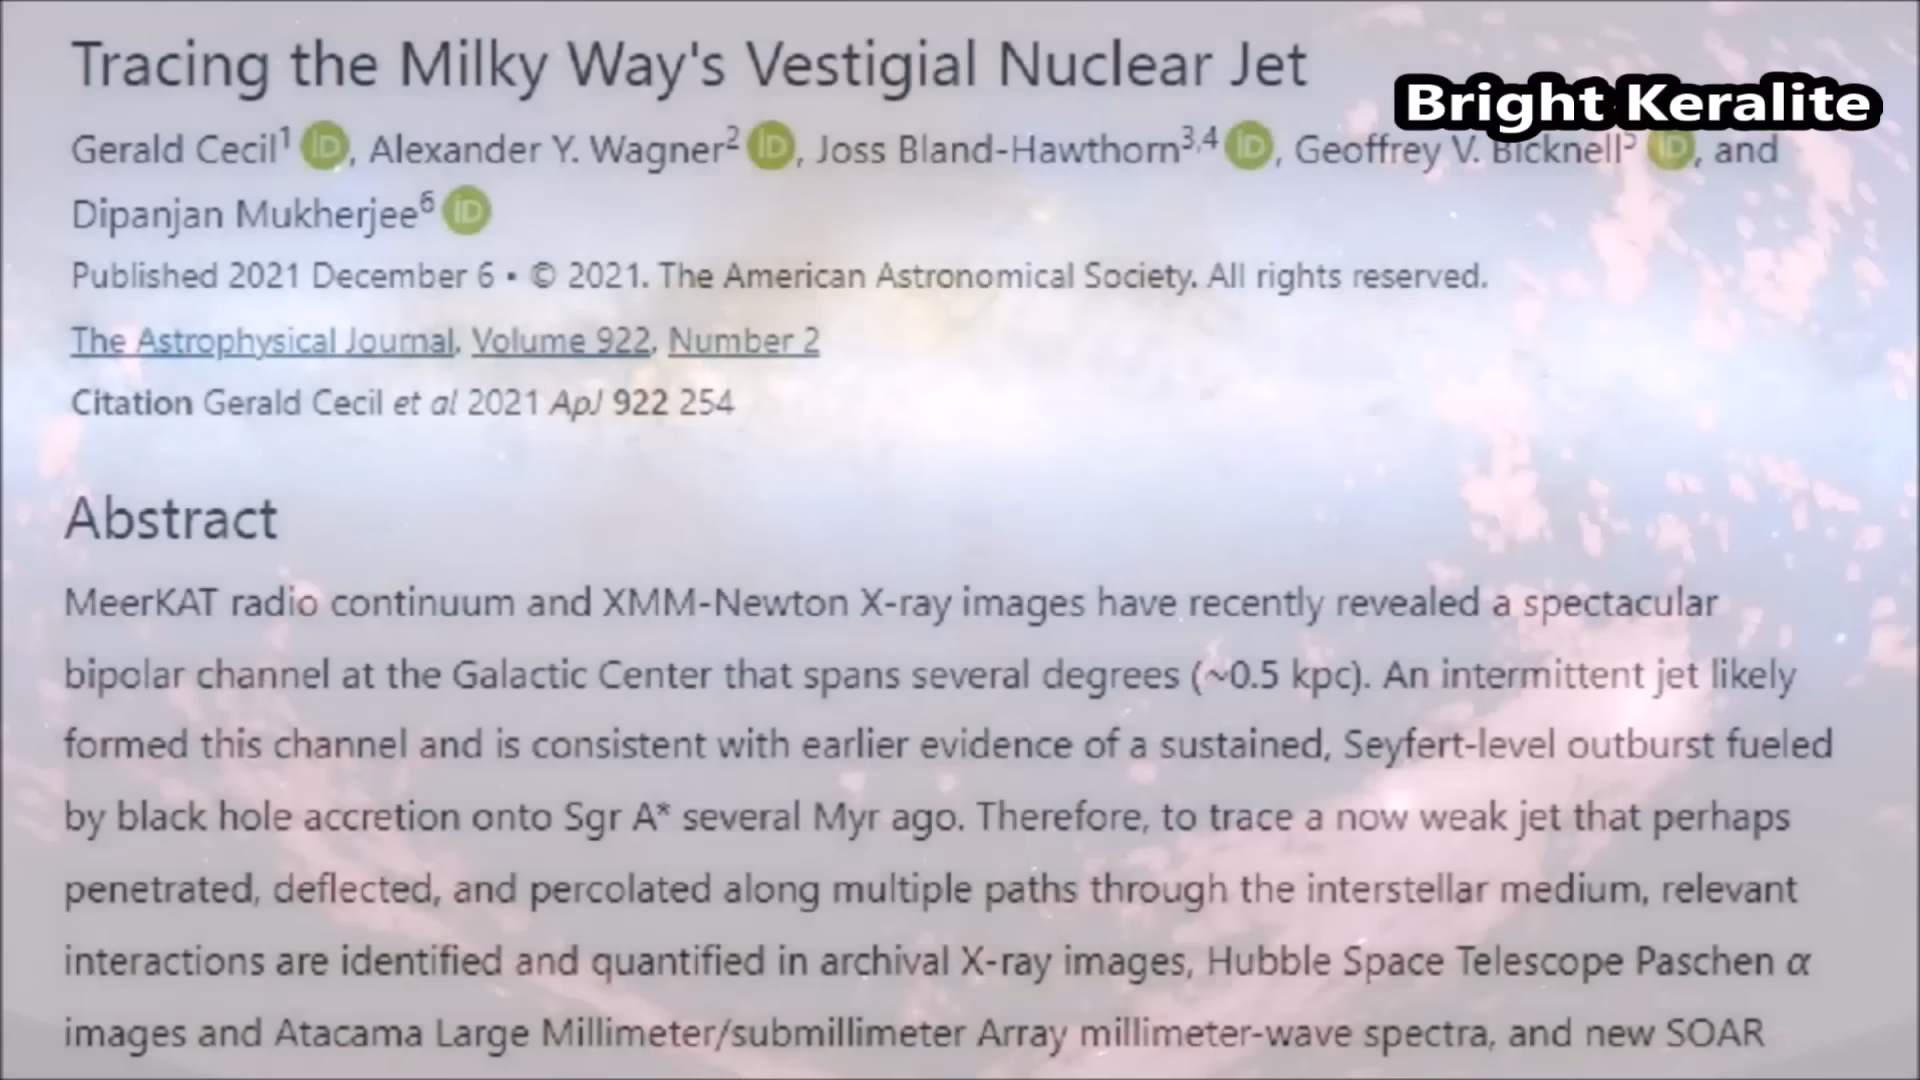 Tracing the Milky Way's Vestigial Nuclear Jet
Bright Keralite
Gerald Cecil1 iD, Alexander Y. Wagner2 iD, Joss Bland-Hawthorn3,4 iD, Geoffrey V. Bicknell5 iD, and
Dipanjan Mukherjee6 iD
Published 2021 December 6 • © 2021. The American Astronomical Society. All rights reserved.
The Astrophysical Journal, Volume 922, Number 2
Citation Gerald Cecil et al 2021 ApJ 922 254
Abstract
MeerKAT radio continuum and XMM-Newton X-ray images have recently revealed a spectacular
bipolar channel at the Galactic Center that spans several degrees (~0.5 kpc). An intermittent jet likely
formed this channel and is consistent with earlier evidence of a sustained, Seyfert-level outburst fueled
by black hole accretion onto Sgr A* several Myr ago. Therefore, to trace a now weak jet that perhaps
penetrated, deflected, and percolated along multiple paths through the interstellar medium, relevant
interactions are identified and quantified in archival X-ray images, Hubble Space Telescope Paschen α
images and Atacama Large Millimeter/submillimeter Array millimeter-wave spectra, and new SOAR